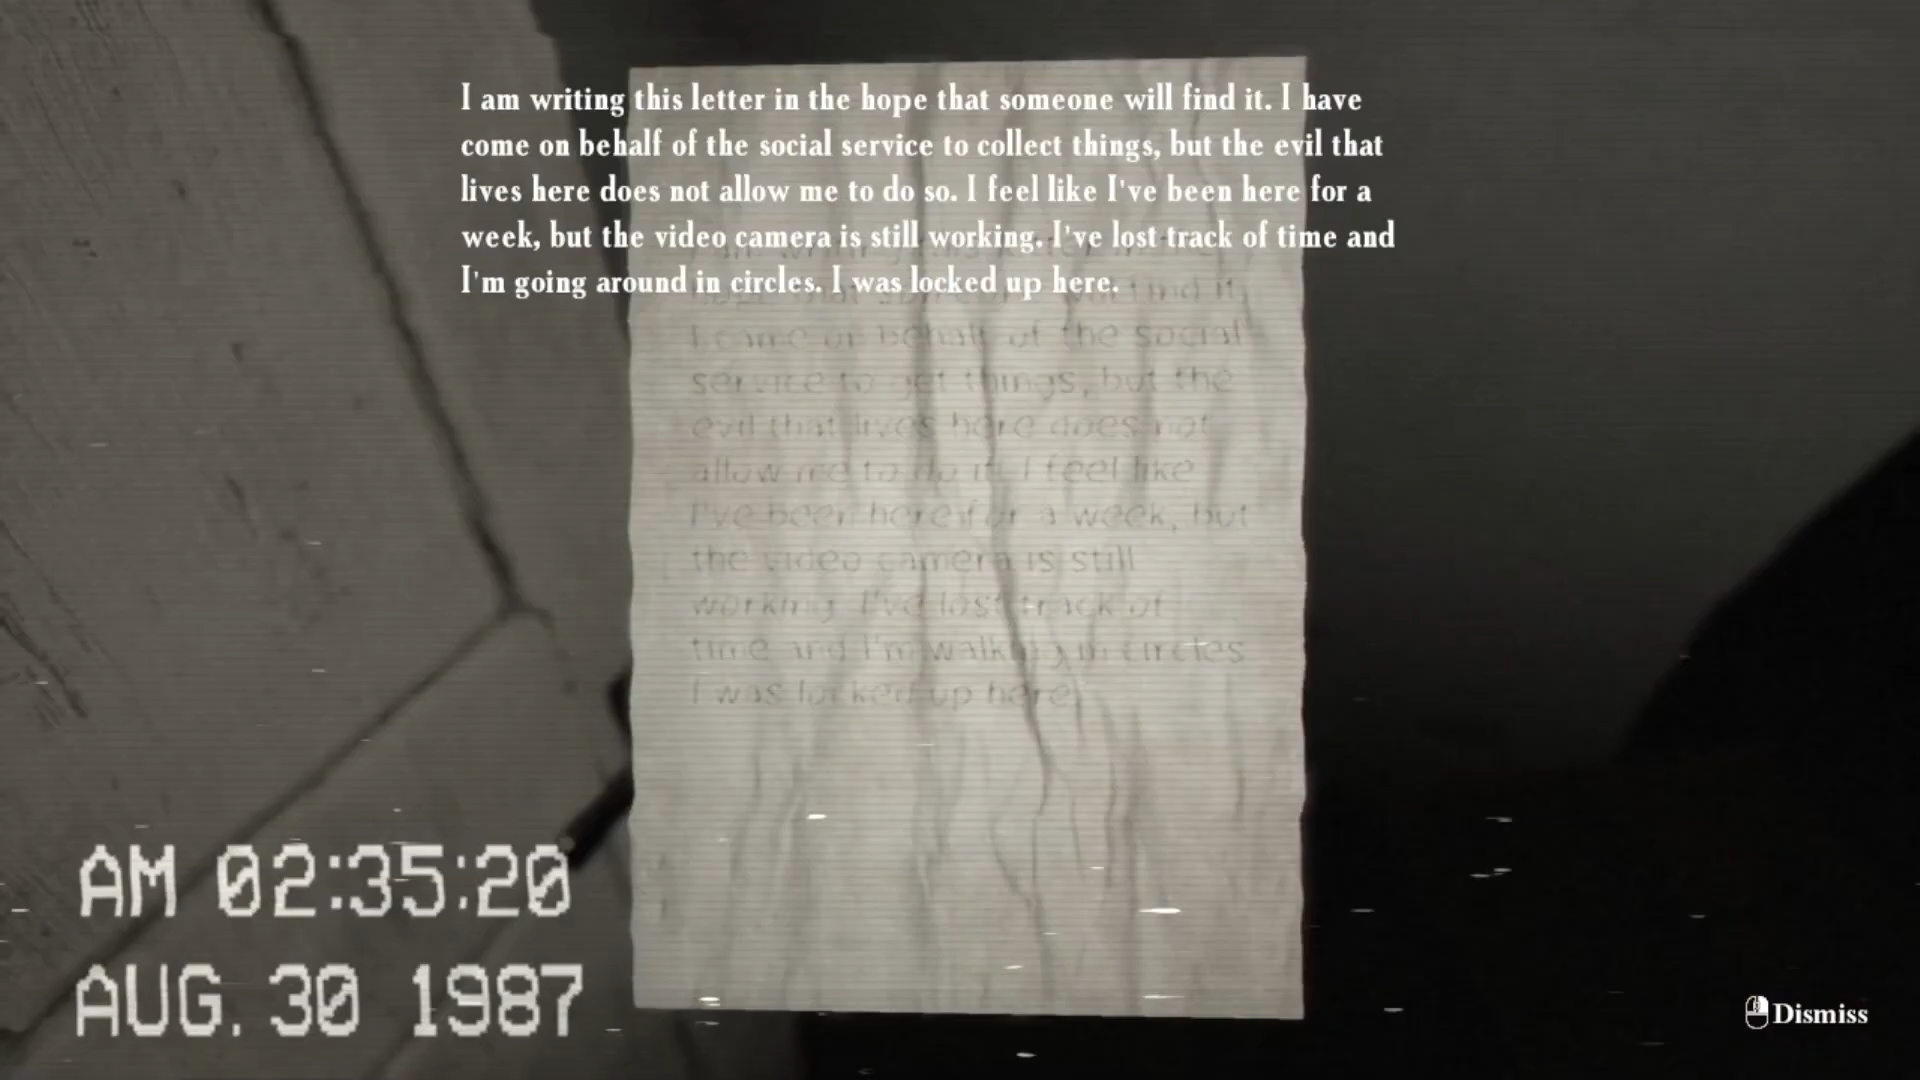 I am writing this letter in the hope that someone will find it. I have
come on behalf of the social service to collect things, but the evil that
lives here does not allow me to do so. I feel like I've been here for a
week, but the video camera is still working. I've lost track of time and
I'm going around in circles. I was locked up here.
I came on behalf of the social
service to get things, but the
evil that lives here does not
allow me to do it. I feel like
I've been here for a week, but
the video camera is still
working. I've lost track of
time and I'm walking in circles
I was locked up here.
AM 02:35:20
AUG. 30 1987
Dismiss